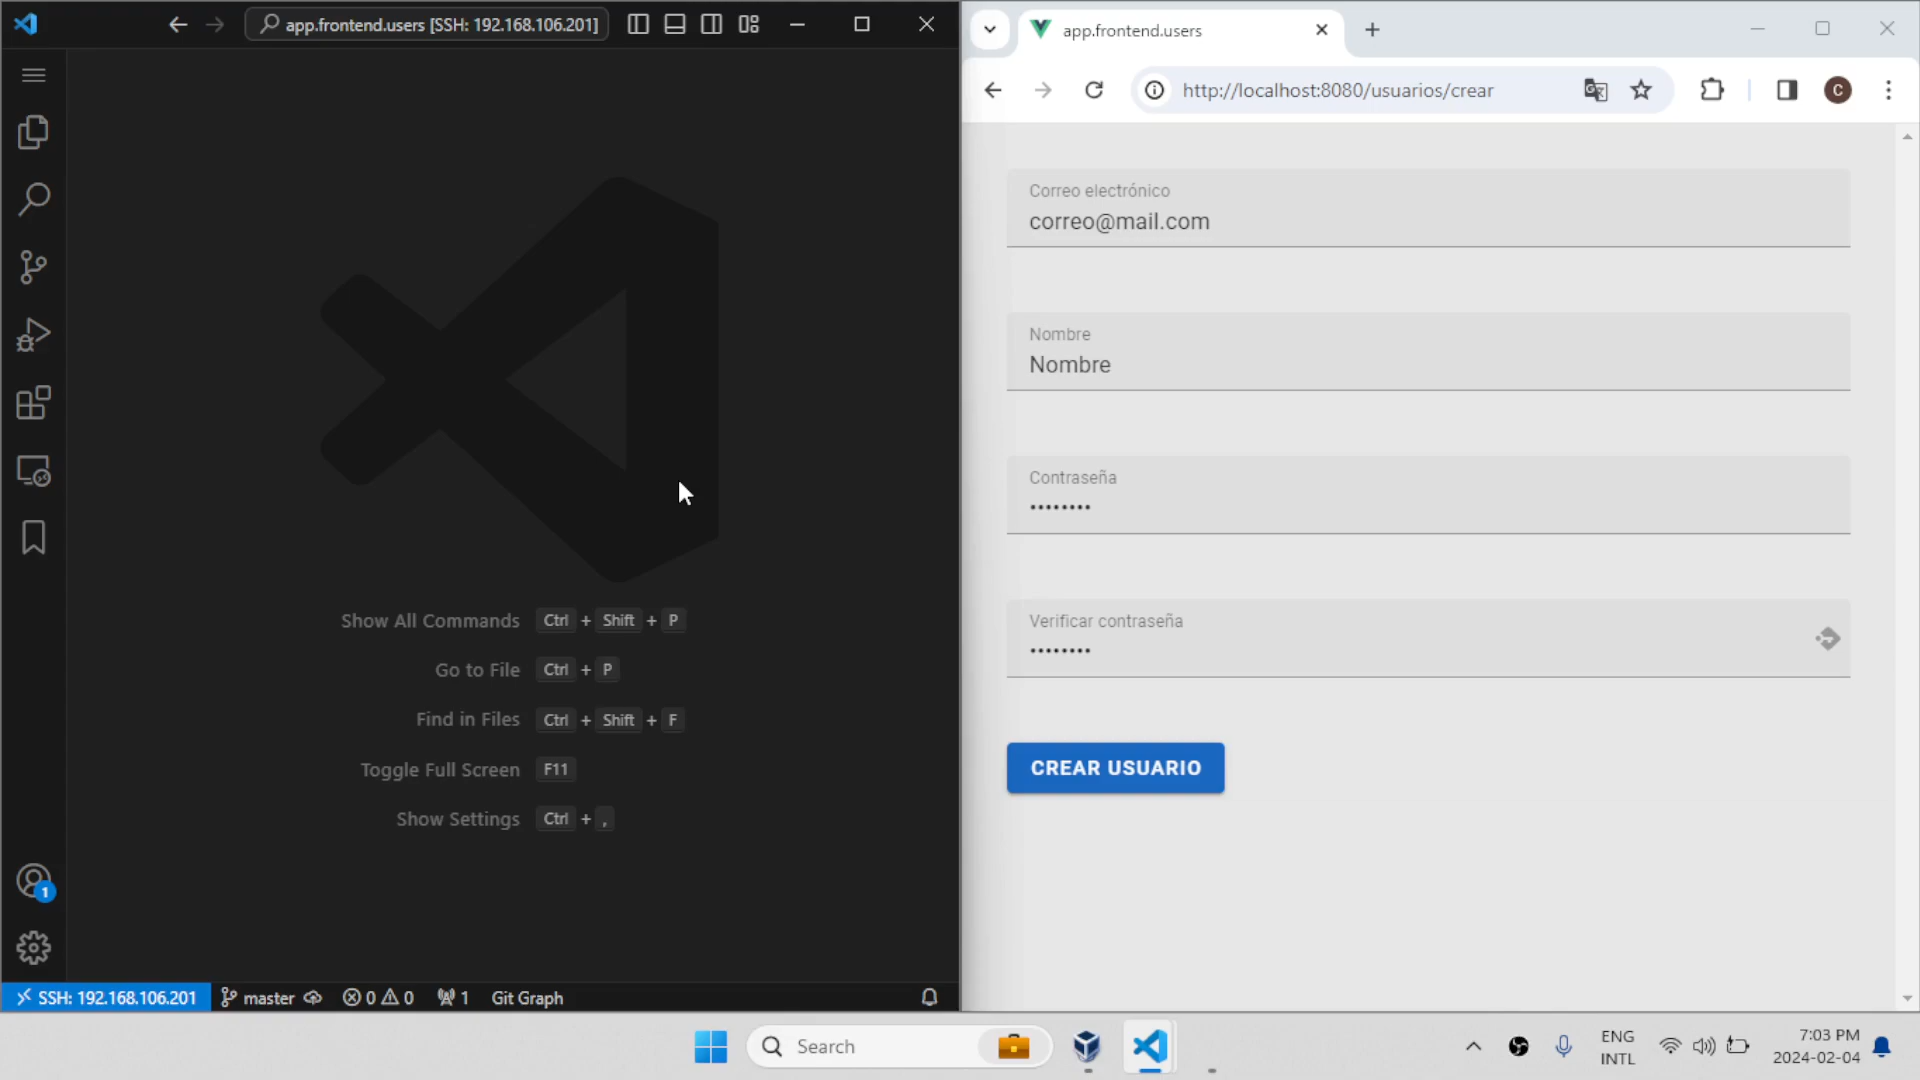 app.frontend.users [SSH: 192.168.106.201]
Show All Commands Ctrl + Shift + P
Go to File Ctrl + P
Find in Files Ctrl + Shift + F
Toggle Full Screen F11
Show Settings Ctrl + ,
1
SSH: 192.168.106.201 master 0 0 1 Git Graph
app.frontend.users
http://localhost:8080/usuarios/crear
C
Correo electrónico
correo@mail.com
Nombre
Nombre
Contraseña
••••••••
Verificar contraseña
••••••••
CREAR USUARIO
Search
ENG
INTL
7:03 PM
2024-02-04